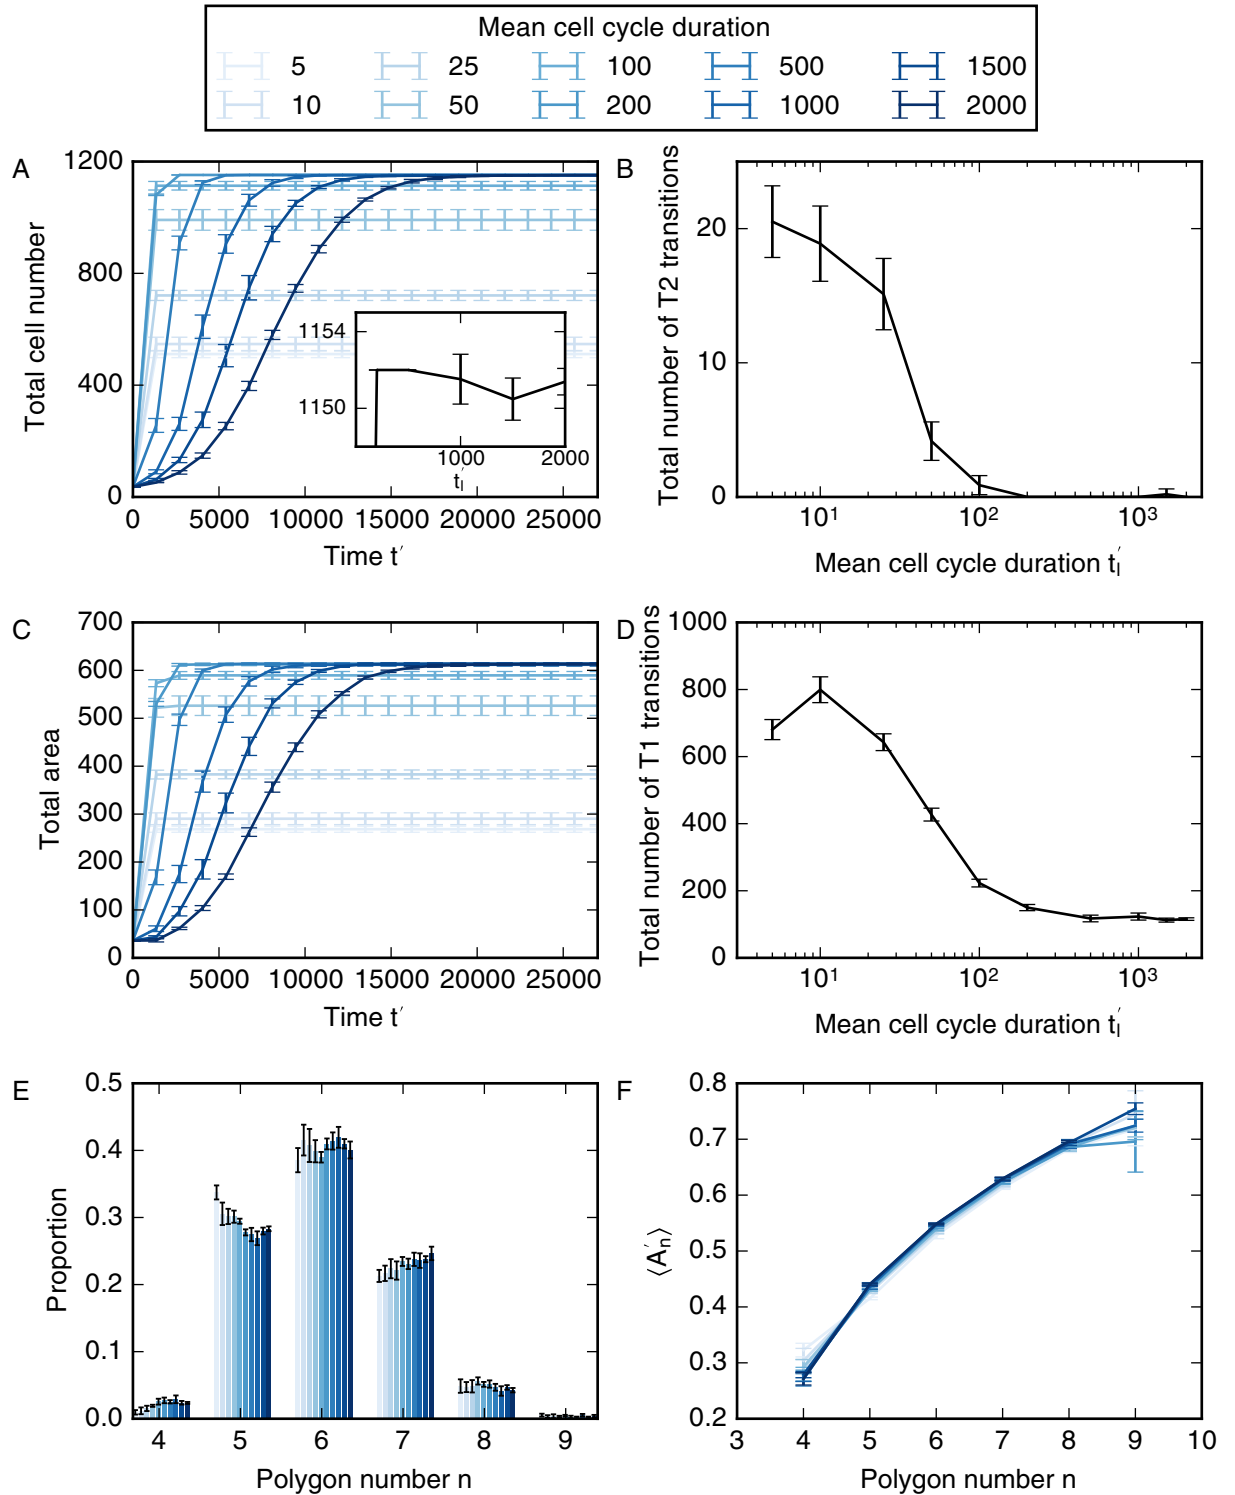 Mean cell cycle duration
5 25 100 500 1500
10 50 200 1000 2000
A
1200
800
400
0
Total cell number
0 5000 10000 15000 20000 25000
Time t′
1154
1150
1000 2000
t′I
B
20
10
0
Total number of T2 transitions
10¹ 10² 10³
Mean cell cycle duration t′I
C
700
600
500
400
300
200
100
0
Total area
0 5000 10000 15000 20000 25000
Time t′
D
1000
800
600
400
200
0
Total number of T1 transitions
10¹ 10² 10³
Mean cell cycle duration t′I
E
0.5
0.4
0.3
0.2
0.1
0.0
Proportion
4 5 6 7 8 9
Polygon number n
F
0.8
0.7
0.6
0.5
0.4
0.3
0.2
⟨A′n⟩
3 4 5 6 7 8 9 10
Polygon number n